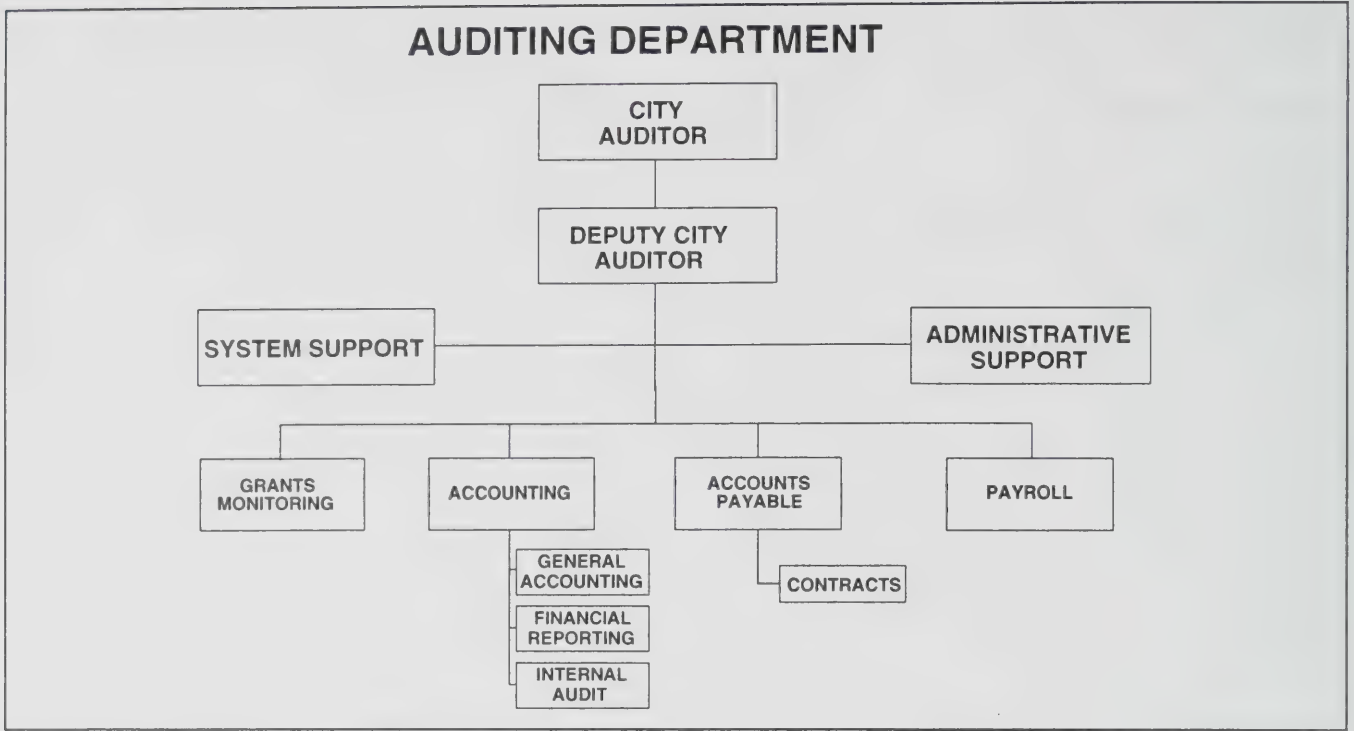 AUDITING DEPARTMENT
CITY
AUDITOR
DEPUTY CITY
AUDITOR
SYSTEM SUPPORT
ADMINISTRATIVE
SUPPORT
GRANTS
MONITORING
ACCOUNTING
ACCOUNTS
PAYABLE
PAYROLL
GENERAL
ACCOUNTING
FINANCIAL
REPORTING
INTERNAL
AUDIT
CONTRACTS